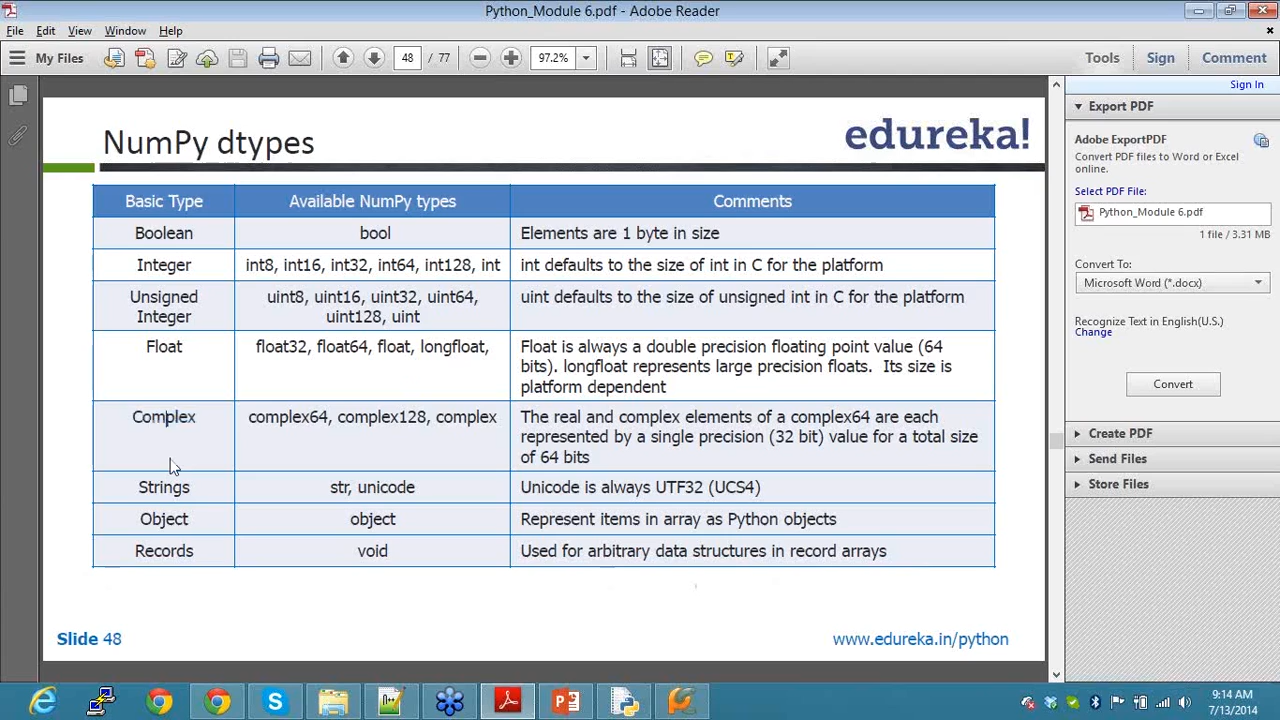 Python_Module 6.pdf - Adobe Reader
File Edit View Window Help
My Files 48 / 77 97.2% Tools Sign Comment
Sign In
Export PDF
Adobe ExportPDF
Convert PDF files to Word or Excel
online.
Select PDF File:
Python_Module 6.pdf
1 file / 3.31 MB
Convert To:
Microsoft Word (*.docx)
Recognize Text in English(U.S.)
Change
Convert
Create PDF
Send Files
Store Files
NumPy dtypes
edureka!
Basic Type Available NumPy types Comments
Boolean bool Elements are 1 byte in size
Integer int8, int16, int32, int64, int128, int int defaults to the size of int in C for the platform
Unsigned
Integer
uint8, uint16, uint32, uint64,
uint128, uint
uint defaults to the size of unsigned int in C for the platform
Float float32, float64, float, longfloat, Float is always a double precision floating point value (64
bits). longfloat represents large precision floats. Its size is
platform dependent
Complex complex64, complex128, complex The real and complex elements of a complex64 are each
represented by a single precision (32 bit) value for a total size
of 64 bits
Strings str, unicode Unicode is always UTF32 (UCS4)
Object object Represent items in array as Python objects
Records void Used for arbitrary data structures in record arrays
Slide 48
www.edureka.in/python
9:14 AM
7/13/2014